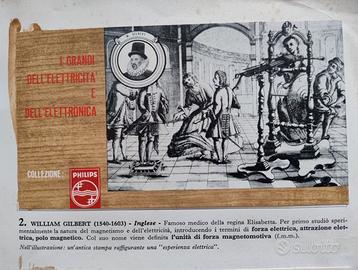 I GRANDI
DELL'ELETTRICITÀ
E
DELL'ELETTRONICA
COLLEZIONE:
PHILIPS
W. GILBERT
2. WILLIAM GILBERT (1540-1603) - Inglese - Famoso medico della regina Elisabetta. Per primo studiò speri-
mentalmente la natura del magnetismo e dell'elettricità, introducendo i termini di forza elettrica, attrazione elet-
trica, polo magnetico. Col suo nome viene definita l'unità di forza magnetomotiva (f.m.m.).
Nell'illustrazione: un'antica stampa raffigurante una "esperienza elettrica".
subito